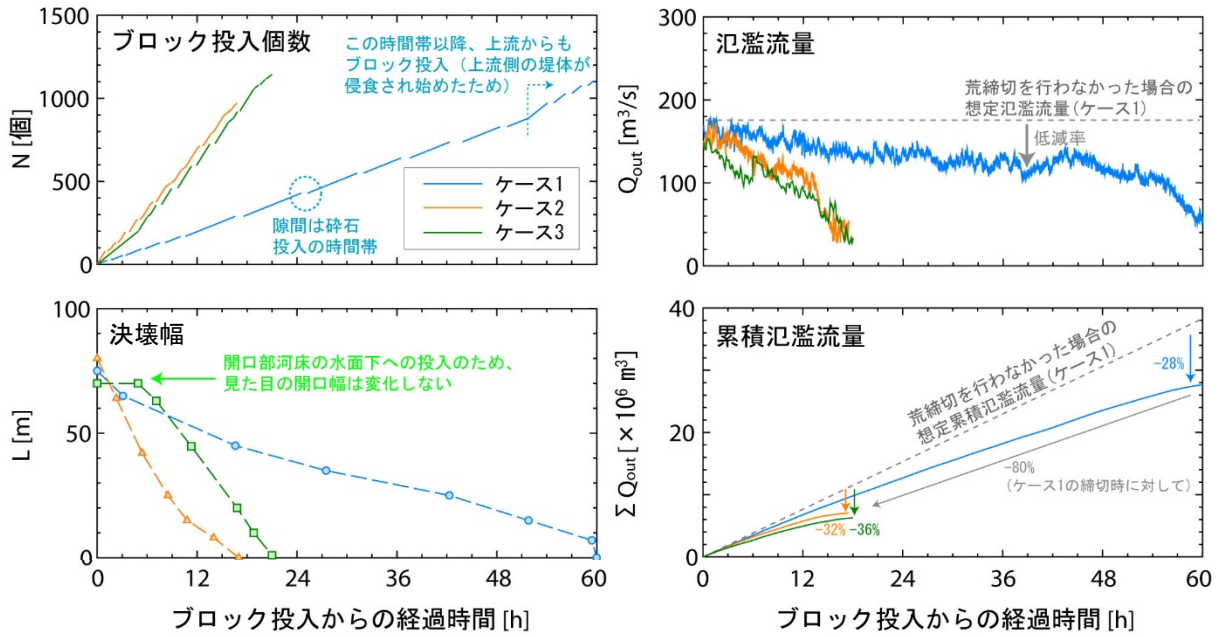 ブロック投入個数
この時間帯以降、上流からも
ブロック投入（上流側の堤体が
侵食され始めたため）
隙間は砕石
投入の時間帯
ケース1
ケース2
ケース3
N [個]
1500
1000
500
0
氾濫流量
荒締切を行わなかった場合の
想定氾濫流量(ケース1)
低減率
Qout [m³/s]
300
200
100
0
決壊幅
開口部河床の水面下への投入のため、
見た目の開口幅は変化しない
L [m]
100
50
0
0 12 24 36 48 60
ブロック投入からの経過時間 [h]
累積氾濫流量
荒締切を行わなかった場合の
想定累積氾濫流量(ケース1)
-28%
-80%
(ケース1の締切時に対して)
-32%
-36%
Σ Qout [×10⁶ m³]
40
20
0
0 12 24 36 48 60
ブロック投入からの経過時間 [h]